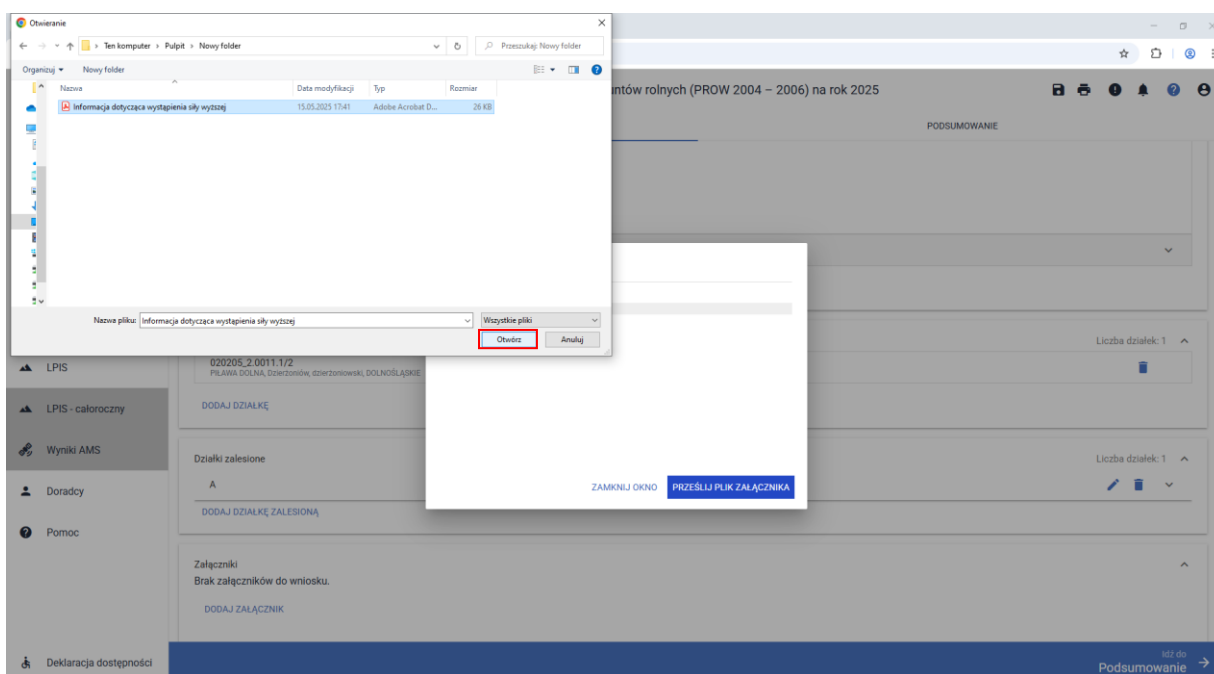 Otwieranie
Ten komputer > Pulpit > Nowy folder
Przeszukaj: Nowy folder
Organizuj
Nowy folder
Nazwa
Data modyfikacji
Typ
Rozmiar
Informacja dotycząca wystąpienia siły wyższej
15.05.2025 17:41
Adobe Acrobat D...
26 KB
Nazwa pliku:
Informacja dotycząca wystąpienia siły wyższej
Wszystkie pliki
Otwórz
Anuluj
untów rolnych (PROW 2004 – 2006) na rok 2025
PODSUMOWANIE
LPIS
LPIS - całoroczny
Wyniki AMS
Doradcy
Pomoc
Deklaracja dostępności
Liczba działek: 1
020205_2.0011.1/2
PIŁAWA DOLNA, Dzierżoniów, dzierżoniowski, DOLNOŚLĄSKIE
DODAJ DZIAŁKĘ
Działki zalesione
Liczba działek: 1
A
DODAJ DZIAŁKĘ ZALESIONĄ
ZAMKNIJ OKNO
PRZEŚLIJ PLIK ZAŁĄCZNIKA
Załączniki
Brak załączników do wniosku.
DODAJ ZAŁĄCZNIK
Idź do
Podsumowanie